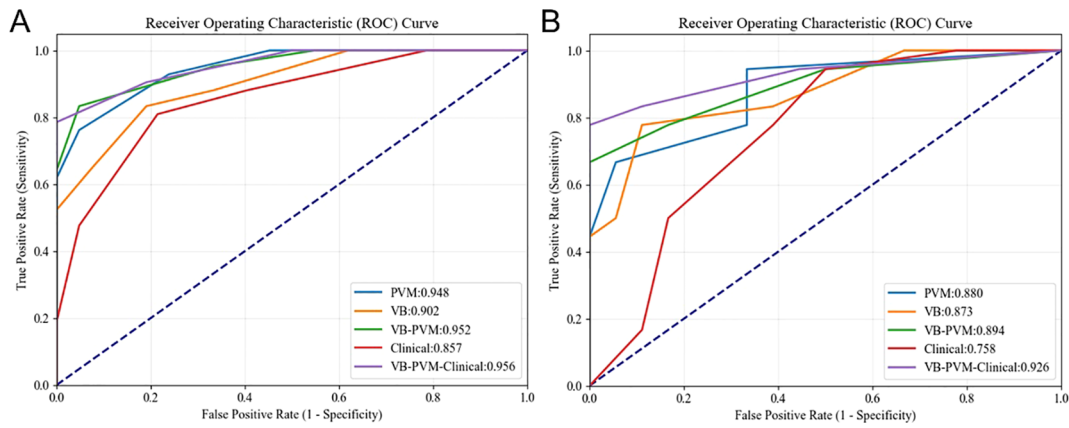 A
Receiver Operating Characteristic (ROC) Curve
True Positive Rate (Sensitivity)
1.0
0.8
0.6
0.4
0.2
0.0
PVM:0.948
VB:0.902
VB-PVM:0.952
Clinical:0.857
VB-PVM-Clinical:0.956
0.0 0.2 0.4 0.6 0.8 1.0
False Positive Rate (1 - Specificity)
B
Receiver Operating Characteristic (ROC) Curve
True Positive Rate (Sensitivity)
1.0
0.8
0.6
0.4
0.2
0.0
PVM:0.880
VB:0.873
VB-PVM:0.894
Clinical:0.758
VB-PVM-Clinical:0.926
0.0 0.2 0.4 0.6 0.8 1.0
False Positive Rate (1 - Specificity)